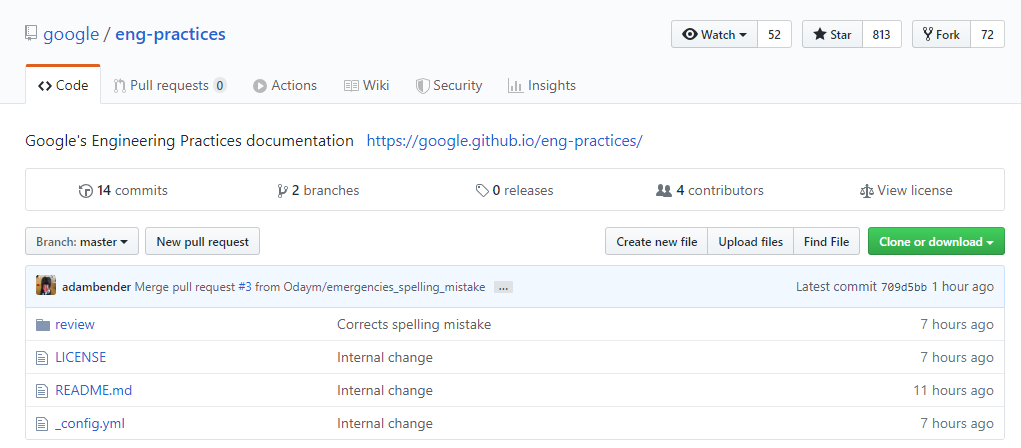 google / eng-practices
Watch 52 Star 813 Fork 72
Code Pull requests 0 Actions Wiki Security Insights
Google's Engineering Practices documentation https://google.github.io/eng-practices/
14 commits 2 branches 0 releases 4 contributors View license
Branch: master New pull request Create new file Upload files Find File Clone or download
adambender Merge pull request #3 from Odaym/emergencies_spelling_mistake ... Latest commit 709d5bb 1 hour ago
review Corrects spelling mistake 7 hours ago
LICENSE Internal change 7 hours ago
README.md Internal change 11 hours ago
_config.yml Internal change 7 hours ago